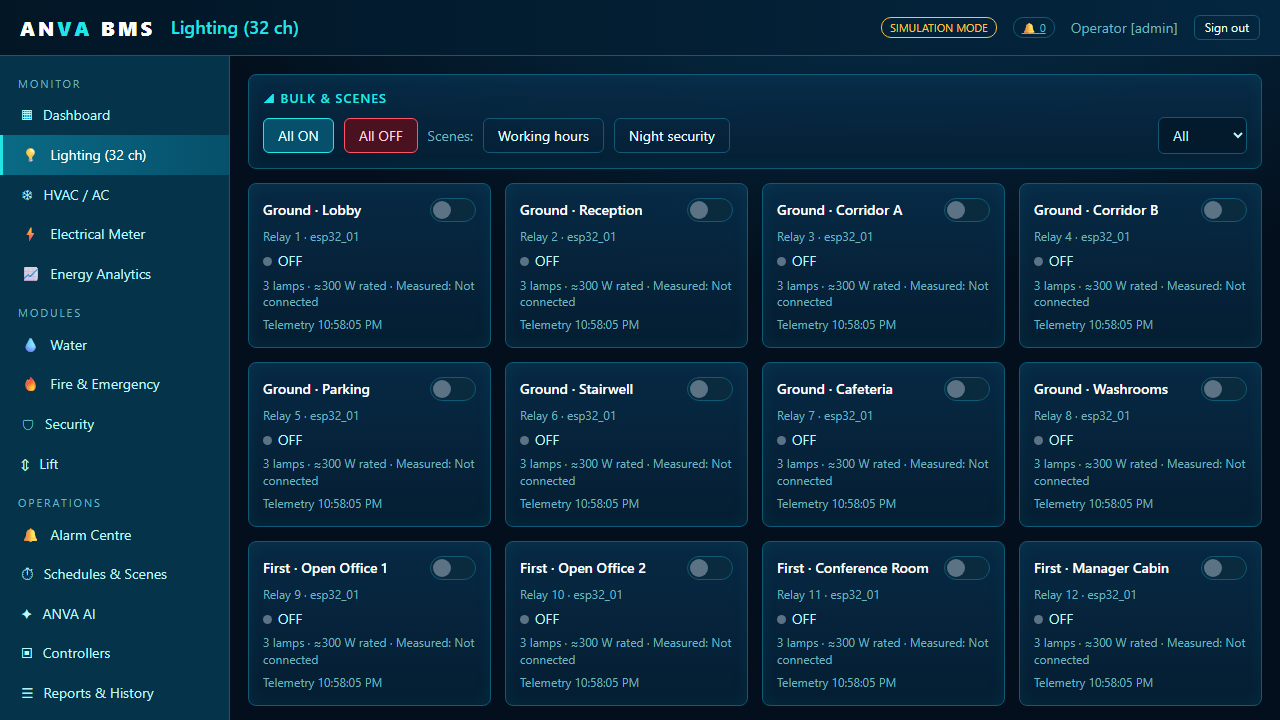 ANVA BMS
Lighting (32 ch)
SIMULATION MODE
0
Operator [admin]
Sign out
MONITOR
Dashboard
Lighting (32 ch)
HVAC / AC
Electrical Meter
Energy Analytics
MODULES
Water
Fire & Emergency
Security
Lift
OPERATIONS
Alarm Centre
Schedules & Scenes
ANVA AI
Controllers
Reports & History
BULK & SCENES
All ON
All OFF
Scenes:
Working hours
Night security
All
Ground · Lobby
Relay 1 · esp32_01
OFF
3 lamps · ≈300 W rated · Measured: Not
connected
Telemetry 10:58:05 PM
Ground · Reception
Relay 2 · esp32_01
OFF
3 lamps · ≈300 W rated · Measured: Not
connected
Telemetry 10:58:05 PM
Ground · Corridor A
Relay 3 · esp32_01
OFF
3 lamps · ≈300 W rated · Measured: Not
connected
Telemetry 10:58:05 PM
Ground · Corridor B
Relay 4 · esp32_01
OFF
3 lamps · ≈300 W rated · Measured: Not
connected
Telemetry 10:58:05 PM
Ground · Parking
Relay 5 · esp32_01
OFF
3 lamps · ≈300 W rated · Measured: Not
connected
Telemetry 10:58:05 PM
Ground · Stairwell
Relay 6 · esp32_01
OFF
3 lamps · ≈300 W rated · Measured: Not
connected
Telemetry 10:58:05 PM
Ground · Cafeteria
Relay 7 · esp32_01
OFF
3 lamps · ≈300 W rated · Measured: Not
connected
Telemetry 10:58:05 PM
Ground · Washrooms
Relay 8 · esp32_01
OFF
3 lamps · ≈300 W rated · Measured: Not
connected
Telemetry 10:58:05 PM
First · Open Office 1
Relay 9 · esp32_01
OFF
3 lamps · ≈300 W rated · Measured: Not
connected
Telemetry 10:58:05 PM
First · Open Office 2
Relay 10 · esp32_01
OFF
3 lamps · ≈300 W rated · Measured: Not
connected
Telemetry 10:58:05 PM
First · Conference Room
Relay 11 · esp32_01
OFF
3 lamps · ≈300 W rated · Measured: Not
connected
Telemetry 10:58:05 PM
First · Manager Cabin
Relay 12 · esp32_01
OFF
3 lamps · ≈300 W rated · Measured: Not
connected
Telemetry 10:58:05 PM